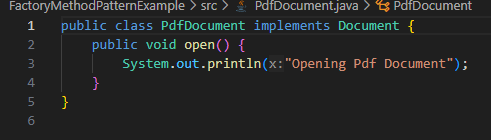 FactoryMethodPatternExample > src > PdfDocument.java > PdfDocument
1 public class PdfDocument implements Document {
2     public void open() {
3         System.out.println(x:"Opening Pdf Document");
4     }
5 }
6